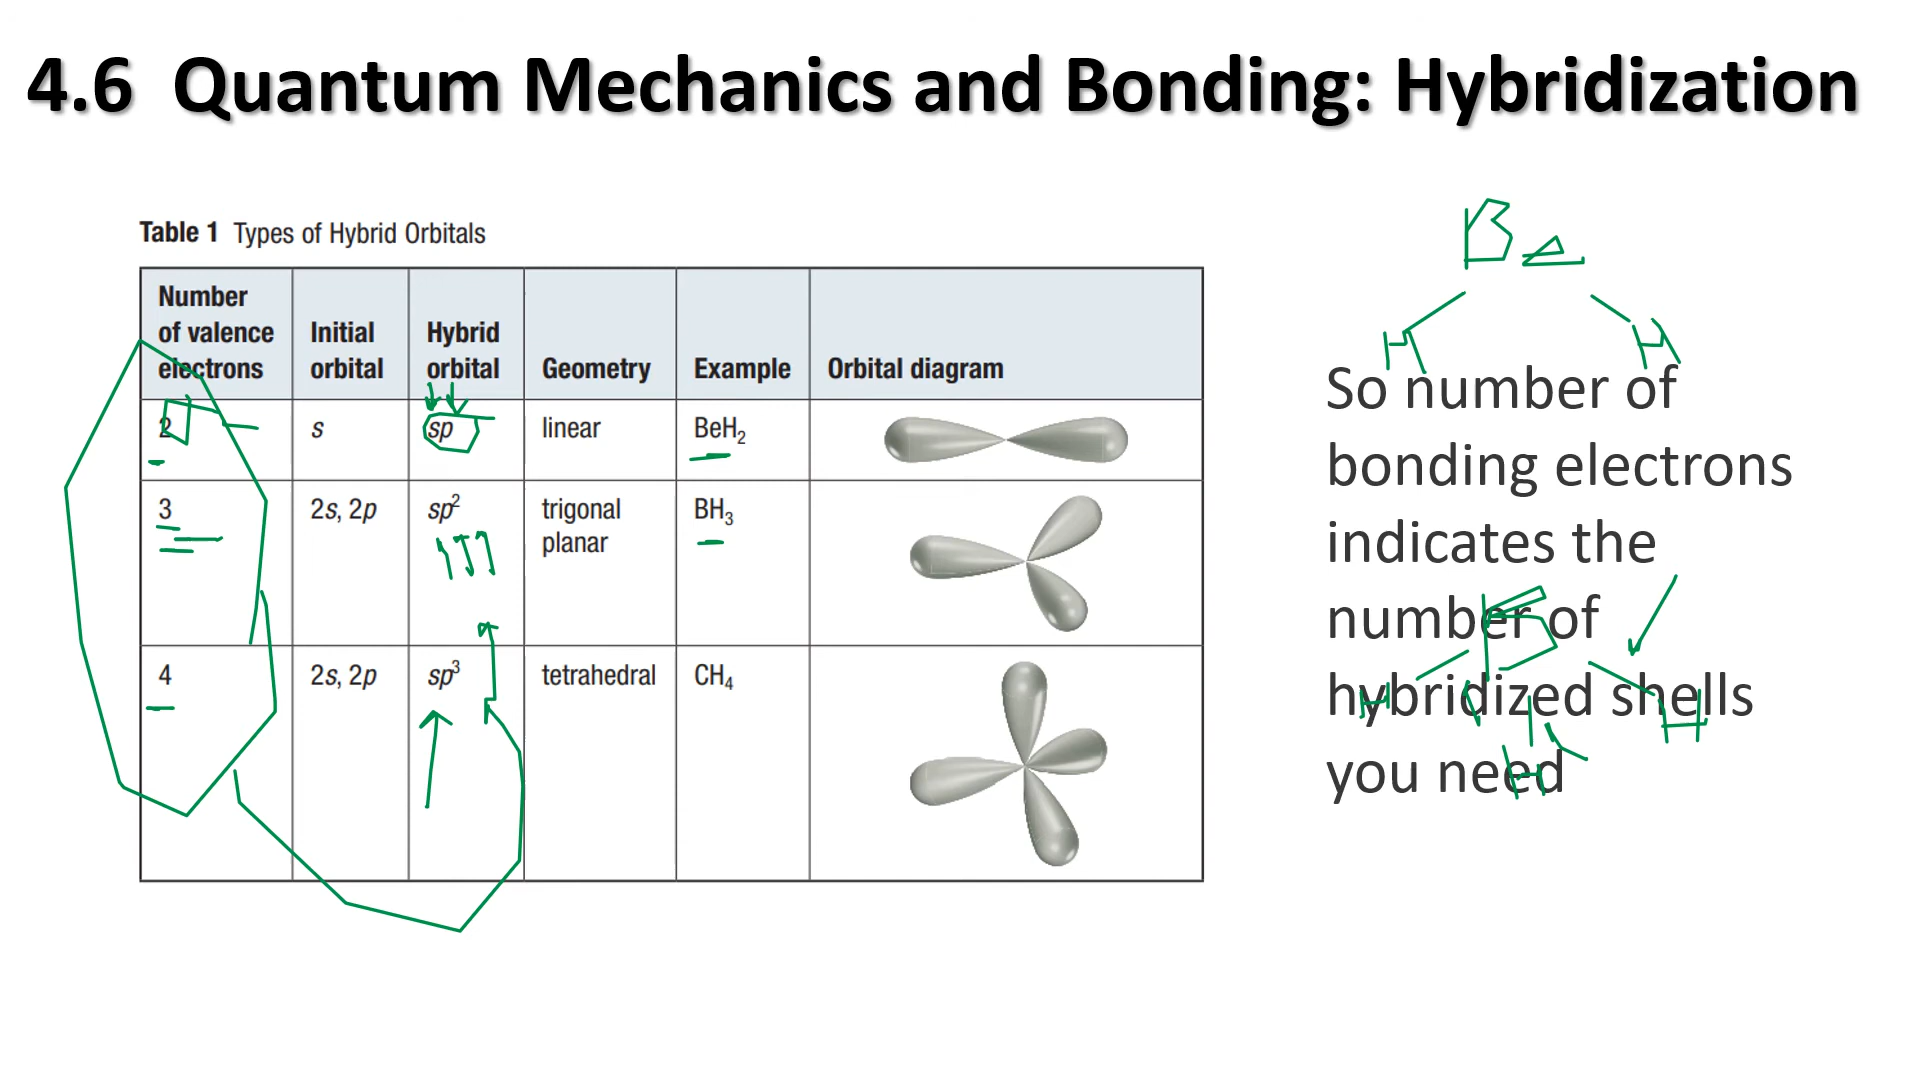 4.6 Quantum Mechanics and Bonding: Hybridization
Table 1 Types of Hybrid Orbitals
Number of valence electrons Initial orbital Hybrid orbital Geometry Example Orbital diagram
2 s sp linear BeH₂
3 2s, 2p sp² trigonal planar BH₃
4 2s, 2p sp³ tetrahedral CH₄
Be
H H
So number of
bonding electrons
indicates the
number of
hybridized shells
you need
B
H H
H